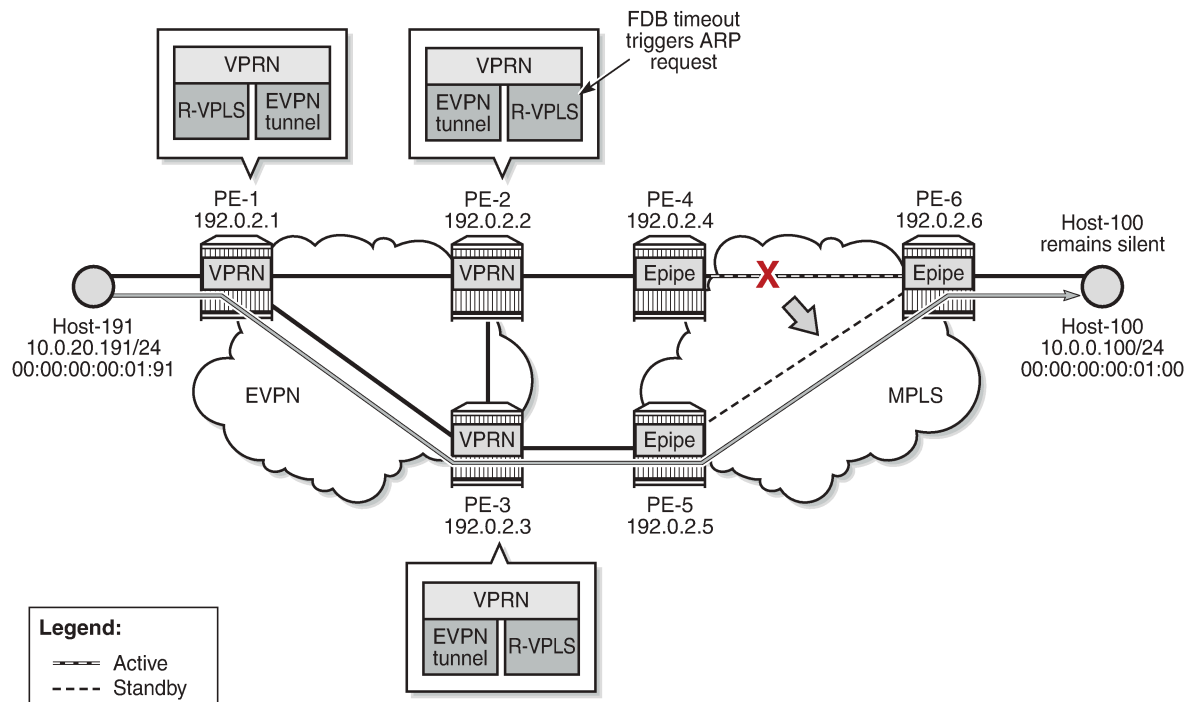 FDB timeout
triggers ARP
request
VPRN
R-VPLS
EVPN
tunnel
VPRN
EVPN
tunnel
R-VPLS
PE-1
192.0.2.1
PE-2
192.0.2.2
PE-4
192.0.2.4
PE-6
192.0.2.6
Host-100
remains silent
VPRN
VPRN
Epipe
X
Epipe
Host-191
10.0.20.191/24
00:00:00:00:01:91
Host-100
10.0.0.100/24
00:00:00:00:01:00
EVPN
MPLS
VPRN
Epipe
PE-3
192.0.2.3
PE-5
192.0.2.5
VPRN
EVPN
tunnel
R-VPLS
Legend:
Active
Standby